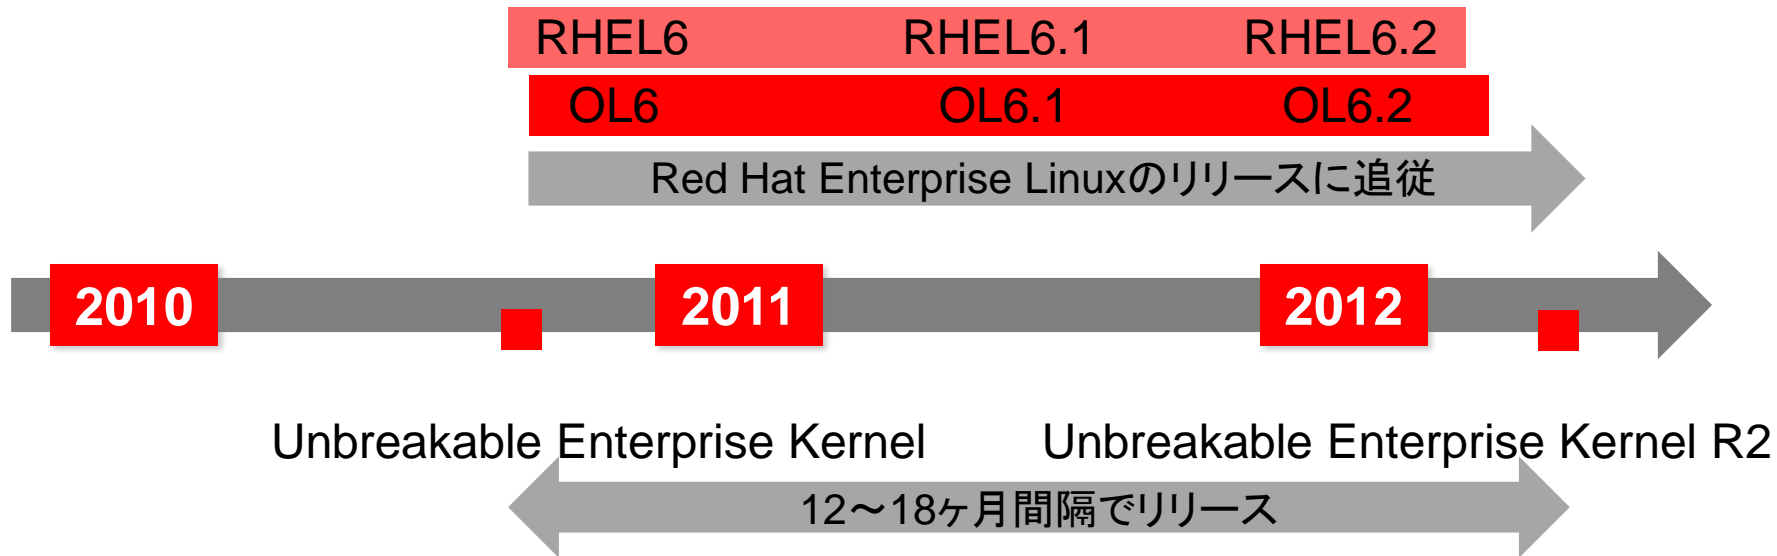 RHEL6 RHEL6.1 RHEL6.2
OL6 OL6.1 OL6.2
Red Hat Enterprise Linuxのリリースに追従
2010 2011 2012
Unbreakable Enterprise Kernel Unbreakable Enterprise Kernel R2
12～18ヶ月間隔でリリース